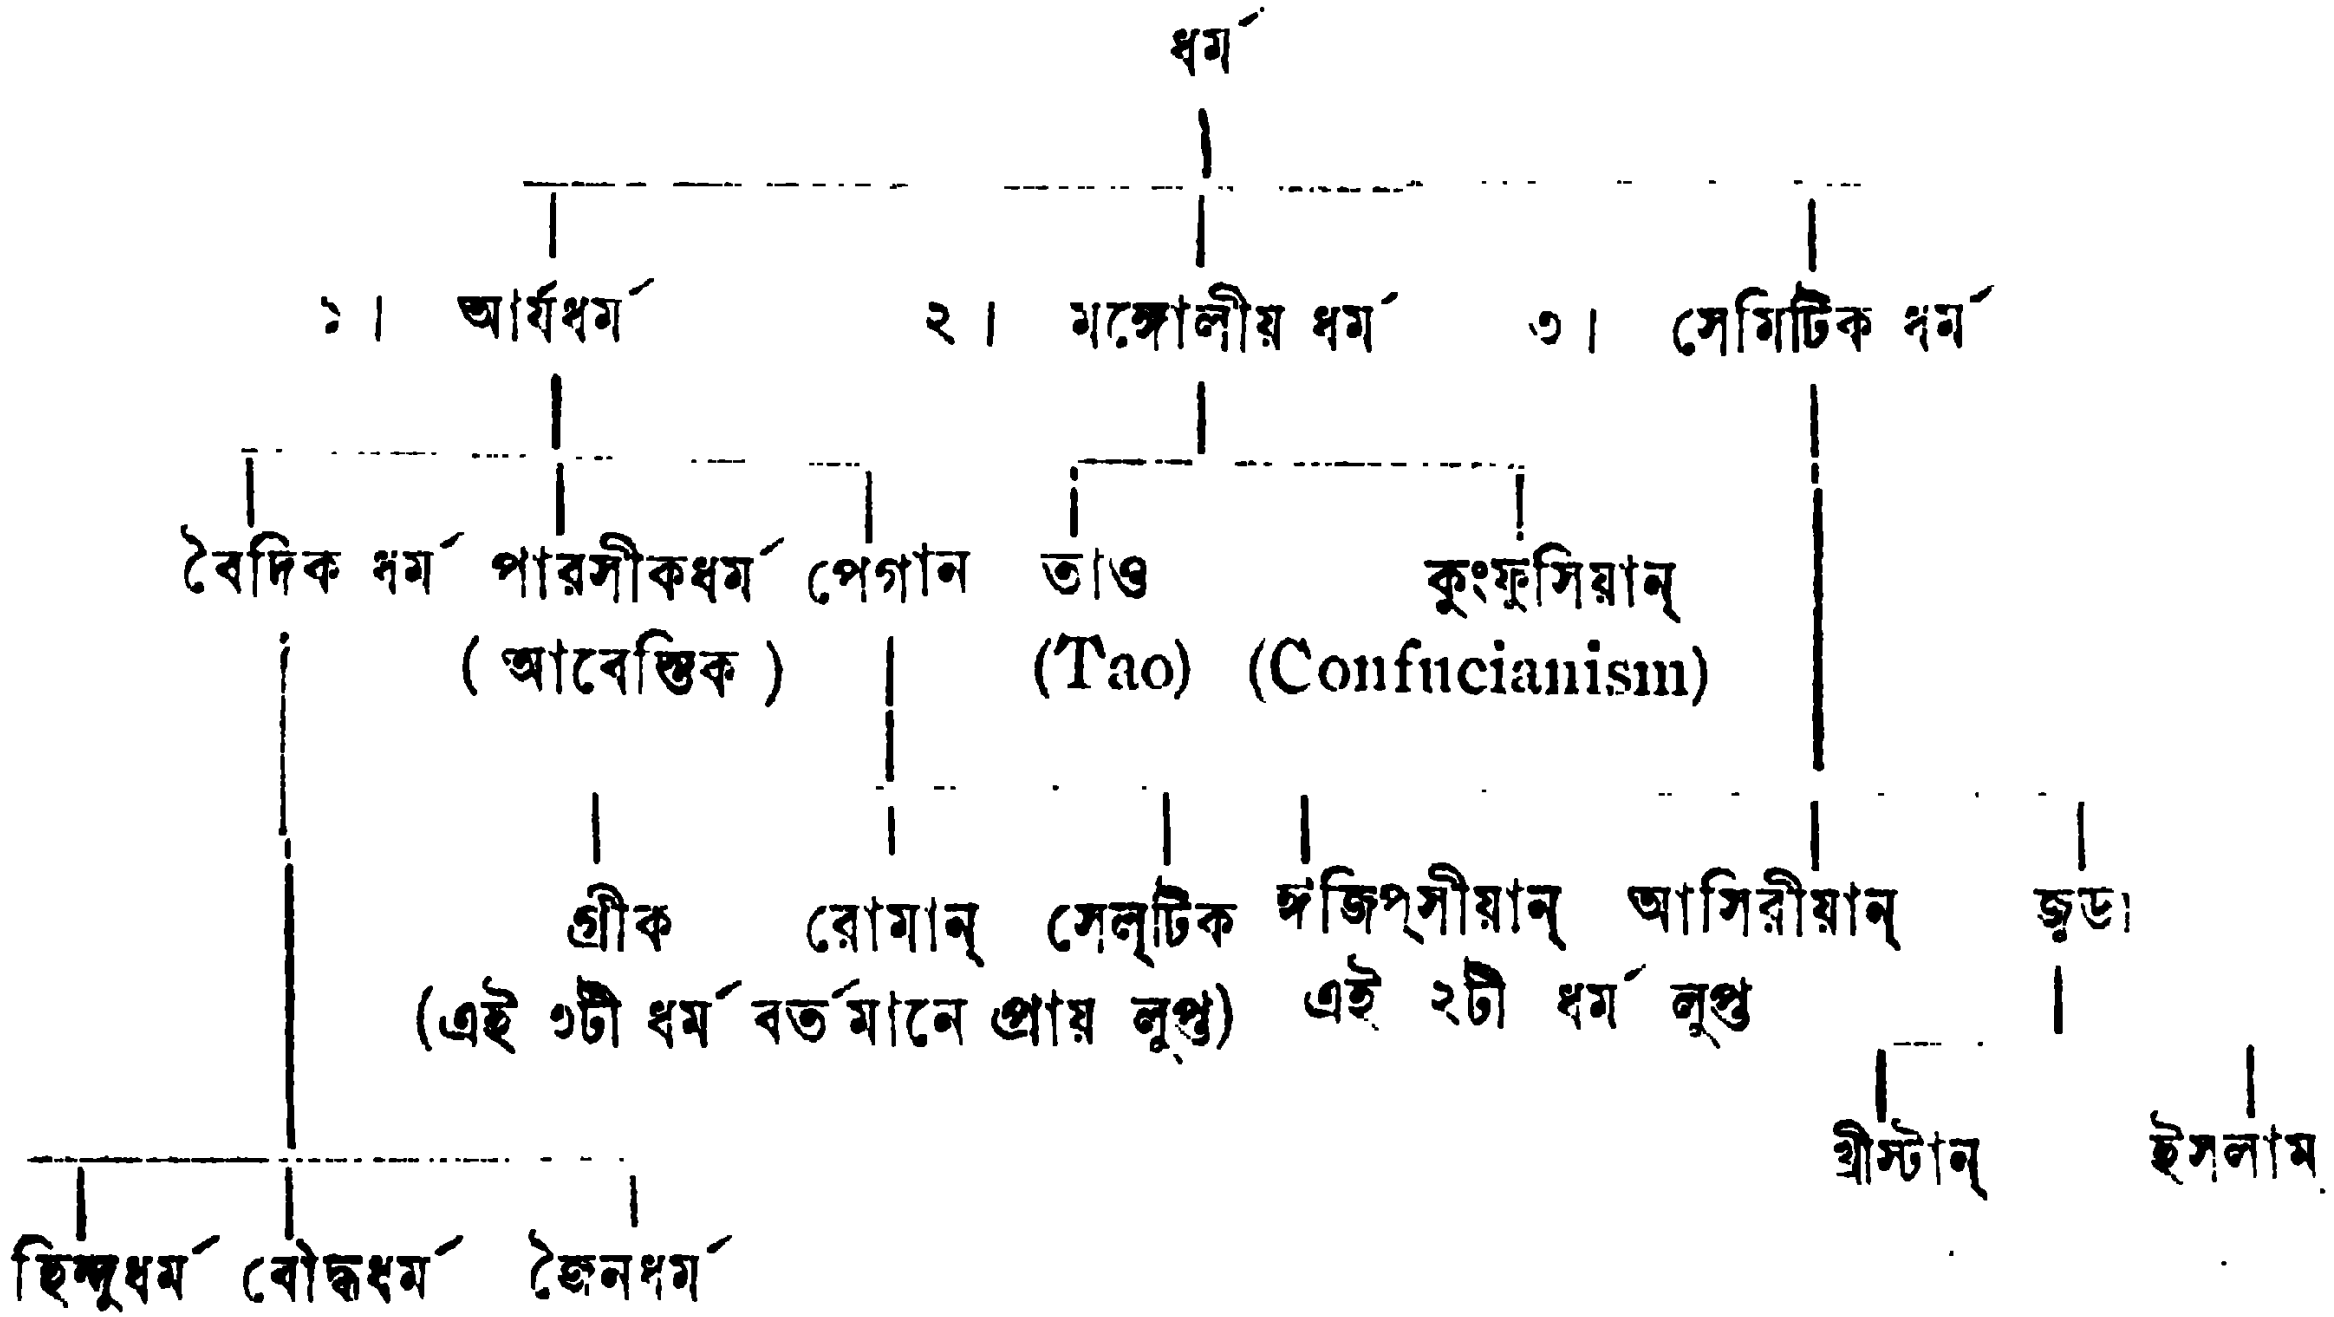 ধর্ম
১। আর্যধর্ম ২। মঙ্গোলীয় ধর্ম ৩। সেমিটিক ধর্ম
বৈদিক ধর্ম পারসীকধর্ম পেগান তাও কুংফুসিয়ান্
(আবেস্তিক) (Tao) (Confucianism)
গ্রীক রোমান্ সেল্টিক ঈজিপ্সীয়ান্ আসিরীয়ান্ জুডা
(এই ৩টী ধর্ম বর্তমানে প্রায় লুপ্ত) এই ২টী ধর্ম লুপ্ত
খ্রীস্টান্ ইসলাম
হিন্দুধর্ম বৌদ্ধধর্ম জৈনধর্ম